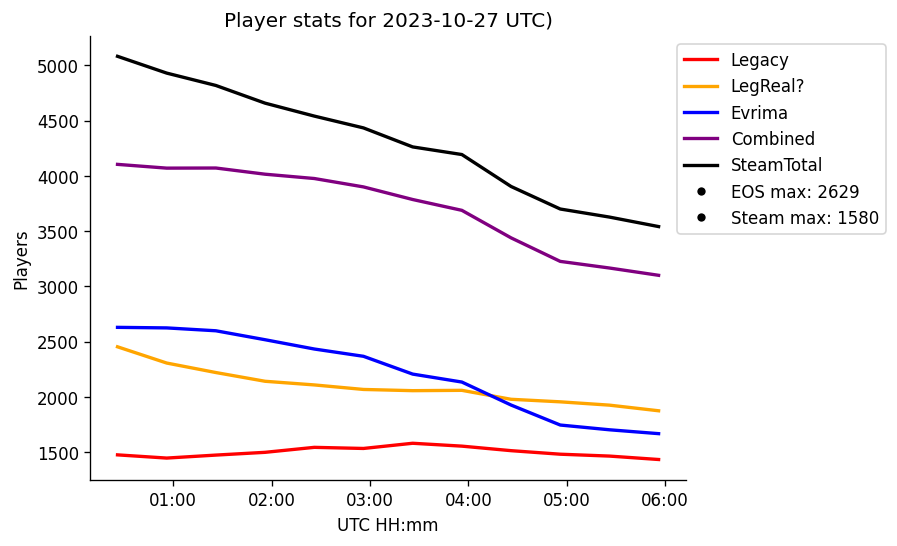 Player stats for 2023-10-27 UTC)
Legacy
LegReal?
Evrima
Combined
SteamTotal
EOS max: 2629
Steam max: 1580
Players
5000
4500
4000
3500
3000
2500
2000
1500
01:00 02:00 03:00 04:00 05:00 06:00
UTC HH:mm